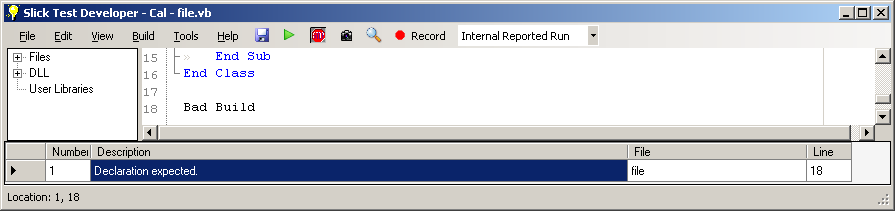 Slick Test Developer - Cal - file.vb
File Edit View Build Tools Help Record Internal Reported Run
Files
DLL
User Libraries
15 » End Sub
16 End Class
17
18 Bad Build
Number Description File Line
1 Declaration expected. file 18
Location: 1, 18